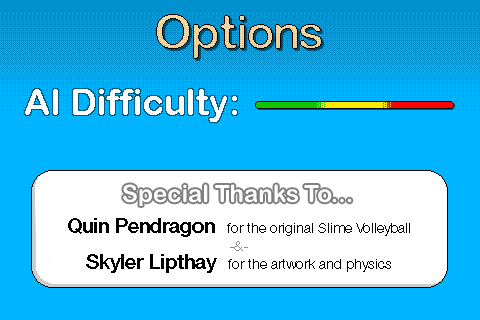 Options
AI Difficulty:
Special Thanks To...
Quin Pendragon for the original Slime Volleyball
-&-
Skyler Lipthay for the artwork and physics